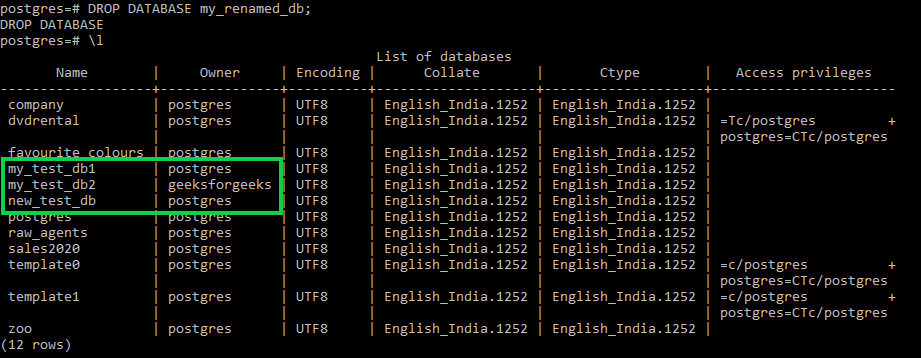 postgres=# DROP DATABASE my_renamed_db;
DROP DATABASE
postgres=# \l
                                               List of databases
       Name        |     Owner     | Encoding |      Collate       |       Ctype        |   Access privileges
-------------------+---------------+----------+--------------------+--------------------+-----------------------
 company           | postgres      | UTF8     | English_India.1252 | English_India.1252 |
 dvdrental         | postgres      | UTF8     | English_India.1252 | English_India.1252 | =Tc/postgres         +
                   |               |          |                    |                    | postgres=CTc/postgres
 favourite_colours | postgres      | UTF8     | English_India.1252 | English_India.1252 |
 my_test_db1       | postgres      | UTF8     | English_India.1252 | English_India.1252 |
 my_test_db2       | geeksforgeeks | UTF8     | English_India.1252 | English_India.1252 |
 new_test_db       | postgres      | UTF8     | English_India.1252 | English_India.1252 |
 postgres          | postgres      | UTF8     | English_India.1252 | English_India.1252 |
 raw_agents        | postgres      | UTF8     | English_India.1252 | English_India.1252 |
 sales2020         | postgres      | UTF8     | English_India.1252 | English_India.1252 |
 template0         | postgres      | UTF8     | English_India.1252 | English_India.1252 | =c/postgres          +
                   |               |          |                    |                    | postgres=CTc/postgres
 template1         | postgres      | UTF8     | English_India.1252 | English_India.1252 | =c/postgres          +
                   |               |          |                    |                    | postgres=CTc/postgres
 zoo               | postgres      | UTF8     | English_India.1252 | English_India.1252 |
(12 rows)